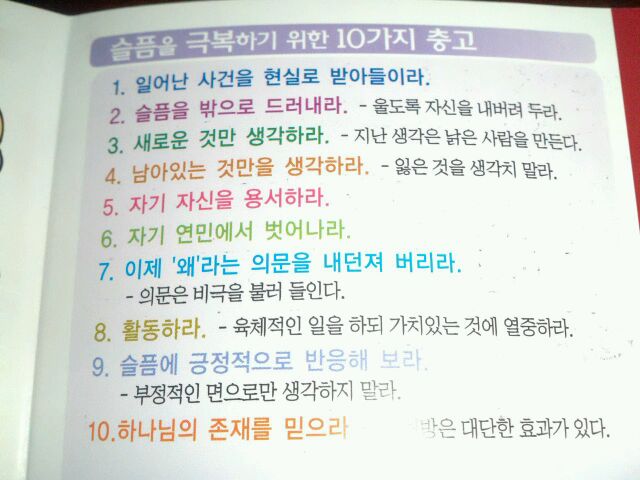 슬픔을 극복하기 위한 10가지 충고
1. 일어난 사건을 현실로 받아들이라.
2. 슬픔을 밖으로 드러내라. - 울도록 자신을 내버려 두라.
3. 새로운 것만 생각하라. - 지난 생각은 낡은 사람을 만든다.
4. 남아있는 것만을 생각하라. - 잃은 것을 생각치 말라.
5. 자기 자신을 용서하라.
6. 자기 연민에서 벗어나라.
7. 이제 '왜'라는 의문을 내던져 버리라.
- 의문은 비극을 불러 들인다.
8. 활동하라. - 육체적인 일을 하되 가치있는 것에 열중하라.
9. 슬픔에 긍정적으로 반응해 보라.
- 부정적인 면으로만 생각하지 말라.
10.하나님의 존재를 믿으라 대단한 효과가 있다.